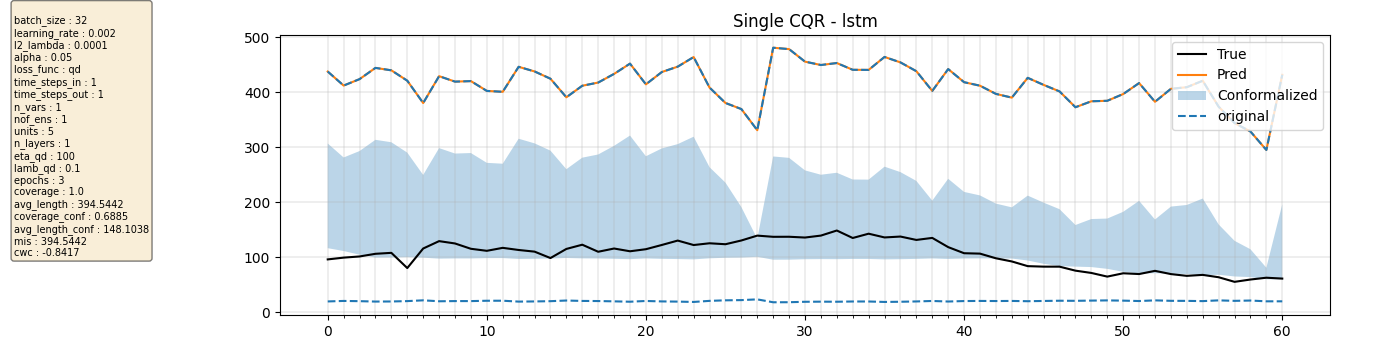 batch_size : 32
learning_rate : 0.002
l2_lambda : 0.0001
alpha : 0.05
loss_func : qd
time_steps_in : 1
time_steps_out : 1
n_vars : 1
nof_ens : 1
units : 5
n_layers : 1
eta_qd : 100
lamb_qd : 0.1
epochs : 3
coverage : 1.0
avg_length : 394.5442
coverage_conf : 0.6885
avg_length_conf : 148.1038
mis : 394.5442
cwc : -0.8417
Single CQR - lstm
500
400
300
200
100
0
True
Pred
Conformalized
original
0 10 20 30 40 50 60